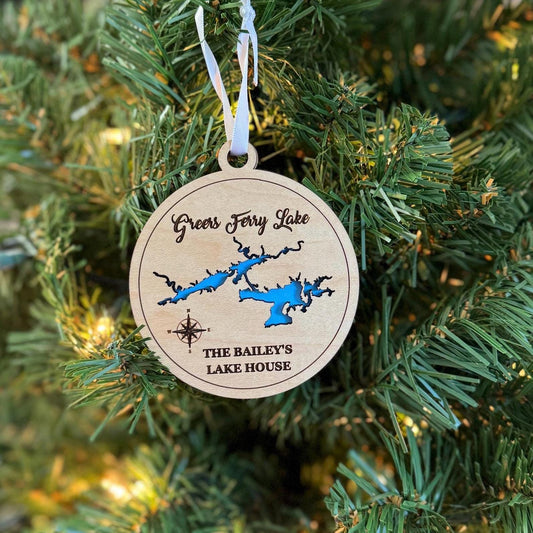 Greers Ferry Lake
N
W E
S
THE BAILEY'S
LAKE HOUSE